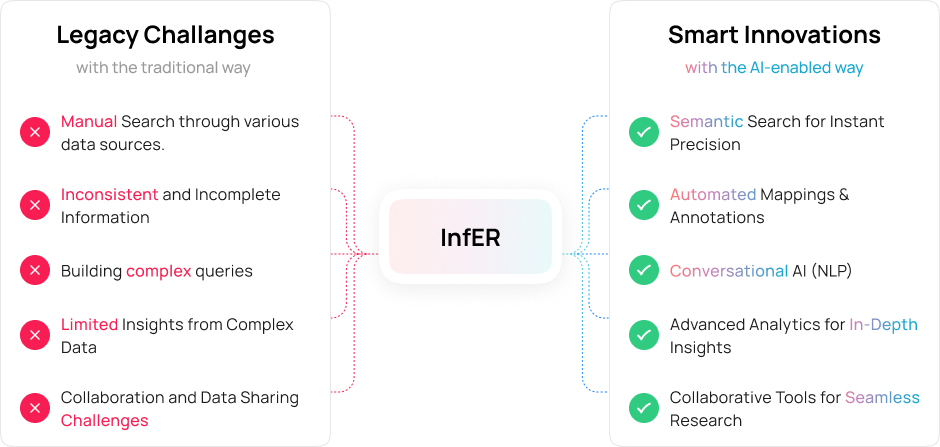 Legacy Challanges
with the traditional way
Manual Search through various
data sources.
Inconsistent and Incomplete
Information
Building complex queries
Limited Insights from Complex
Data
Collaboration and Data Sharing
Challenges
InfER
Smart Innovations
with the AI-enabled way
Semantic Search for Instant
Precision
Automated Mappings &
Annotations
Conversational AI (NLP)
Advanced Analytics for In-Depth
Insights
Collaborative Tools for Seamless
Research